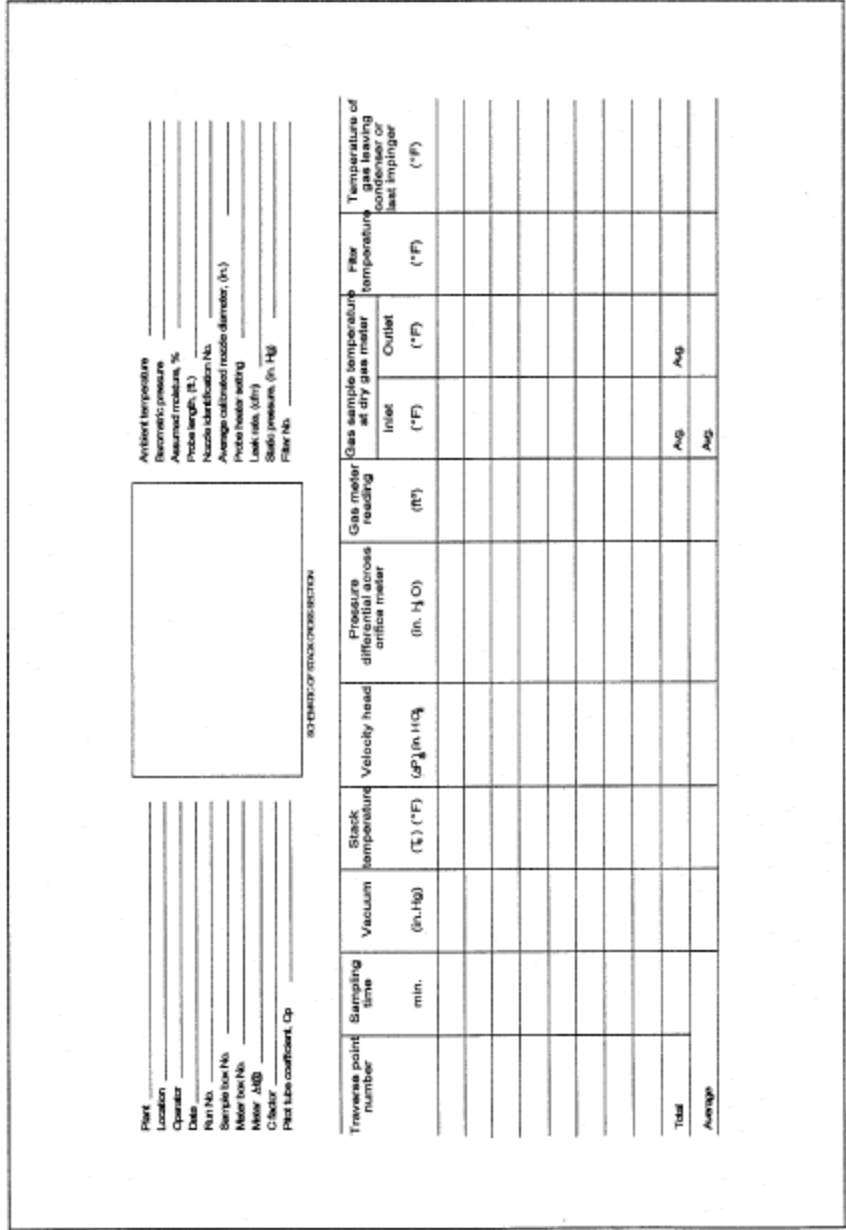 Plant
Location
Operator
Date
Run No.
Sample box No.
Meter box No.
Meter ΔH@
C factor
Pitot tube coefficient, Cp
SCHEMATIC OF STACK CROSS SECTION
Ambient temperature
Barometric pressure
Assumed moisture, %
Probe length, (ft.)
Nozzle identification No.
Average calibrated nozzle diameter, (in.)
Probe heater setting
Leak rate, (cfm)
Static pressure, (in. Hg)
Filter No.
Traverse point
number
Sampling
time
min.
Vacuum
(in.Hg)
Stack
temperature
(Ts) (°F)
Velocity head
(ΔPs)(in. H2O)
Pressure
differential across
orifice meter
(in. H2O)
Gas meter
reading
(ft³)
Gas sample temperature
at dry gas meter
Inlet
(°F)
Outlet
(°F)
Filter
temperature
(°F)
Temperature of
gas leaving
condenser or
last impinger
(°F)
Total
Avg.
Avg.
Average
Avg.